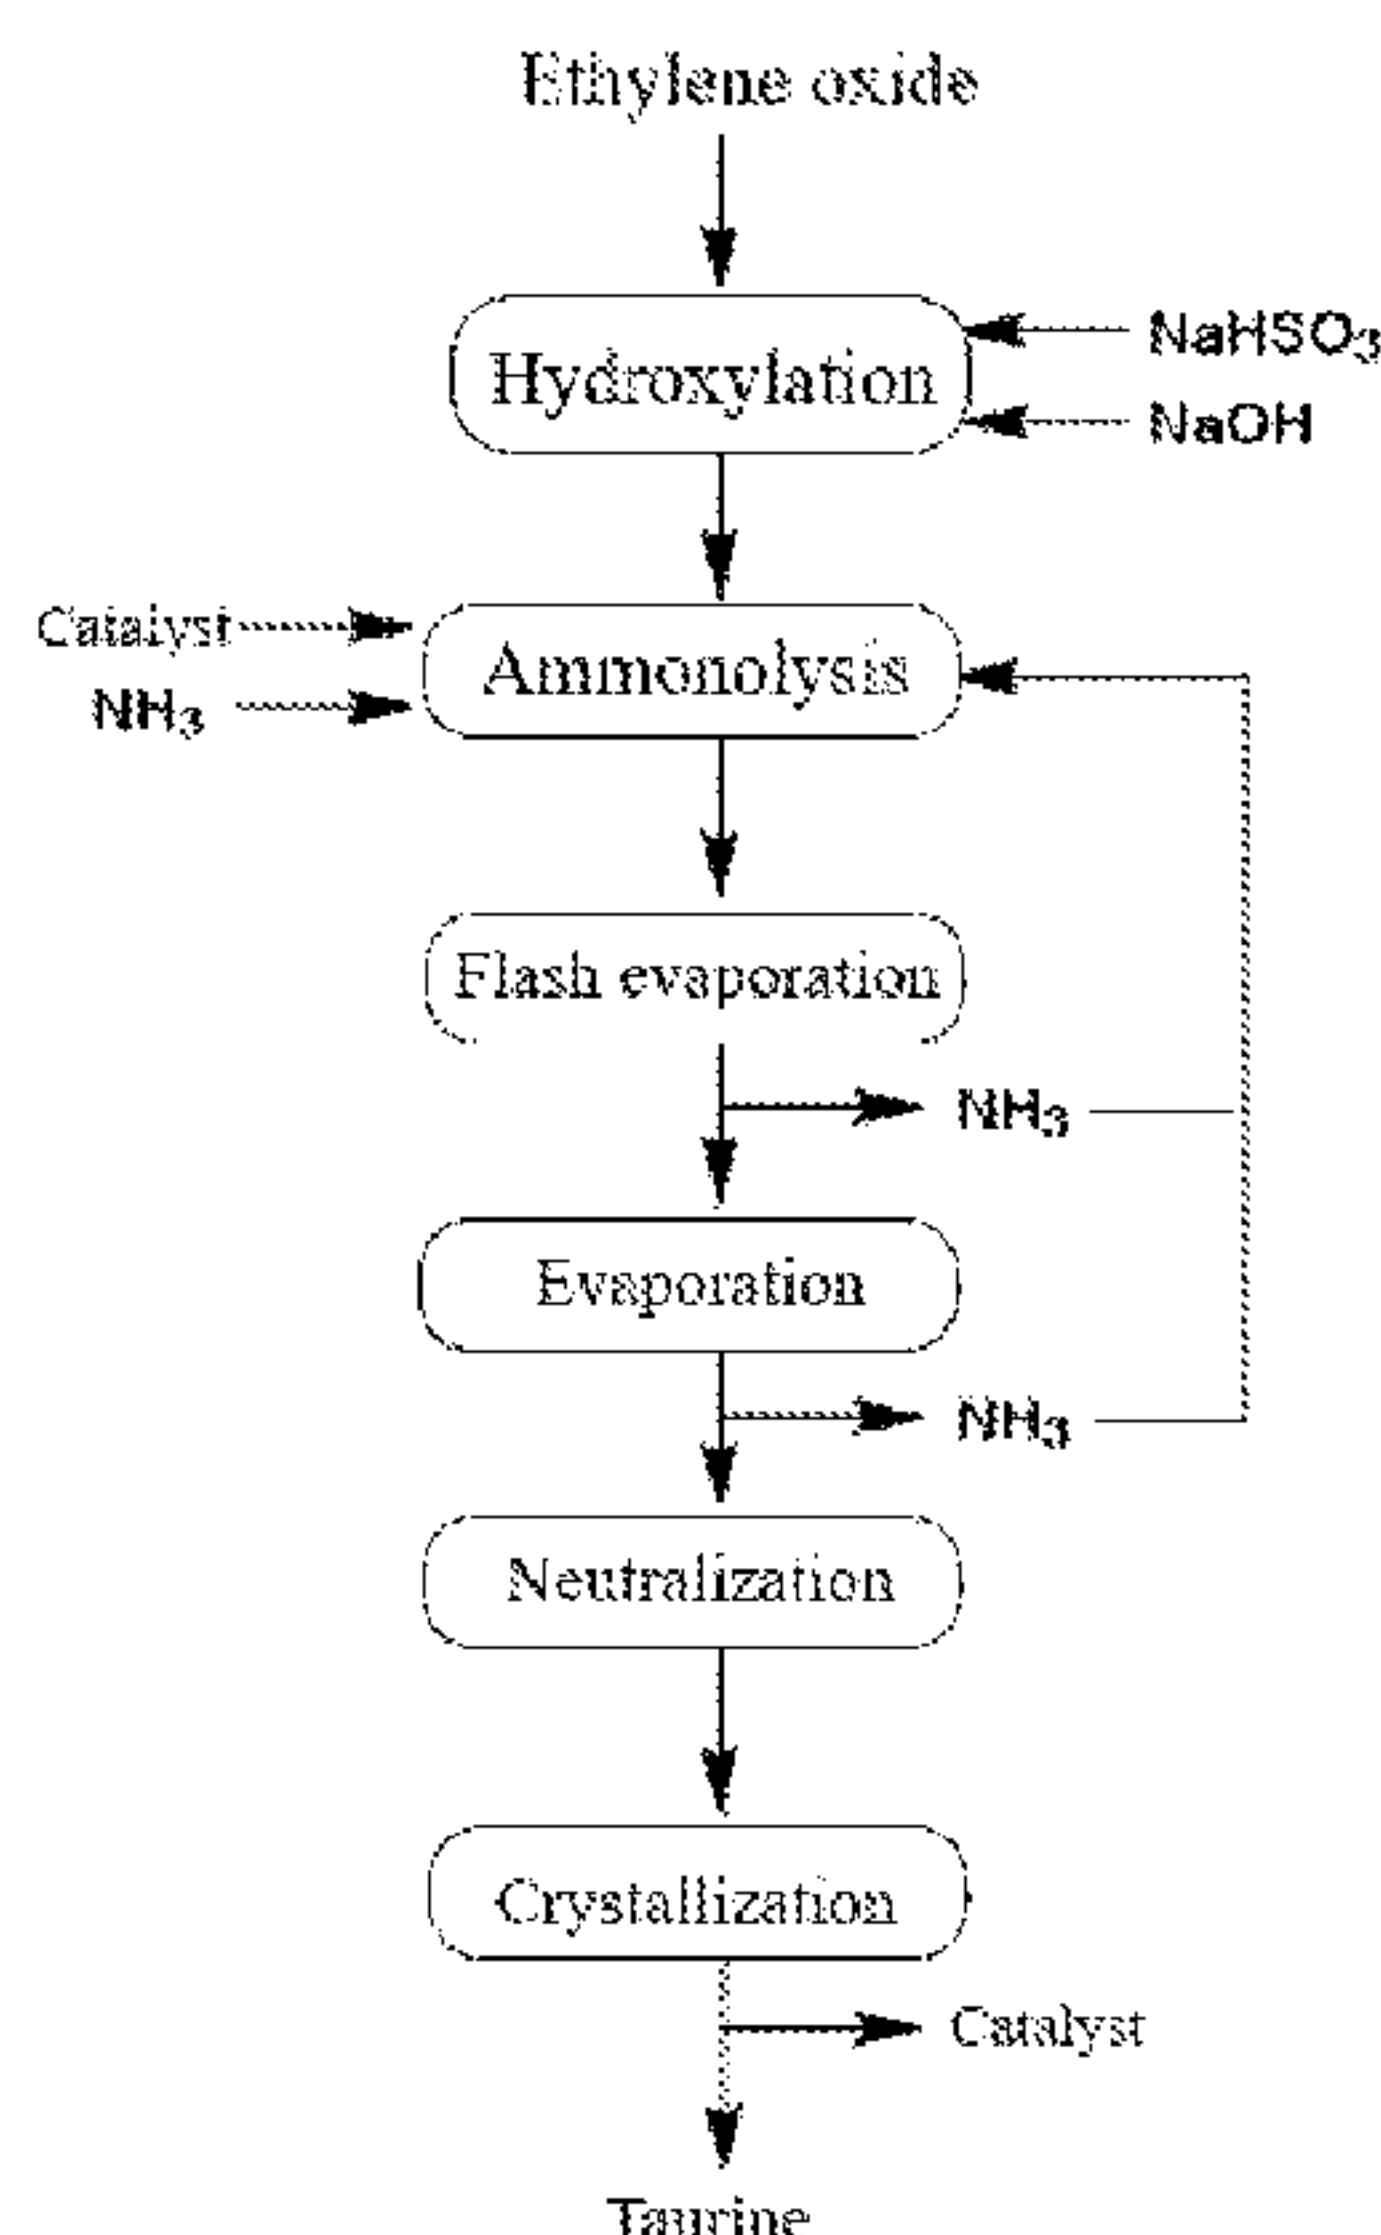 Ethylene oxide
Hydroxylation
NaHSO₃
NaOH
Catalyst
NH₃
Ammonolysis
Flash evaporation
NH₃
Evaporation
NH₃
Neutralization
Crystallization
Catalyst
Taurine